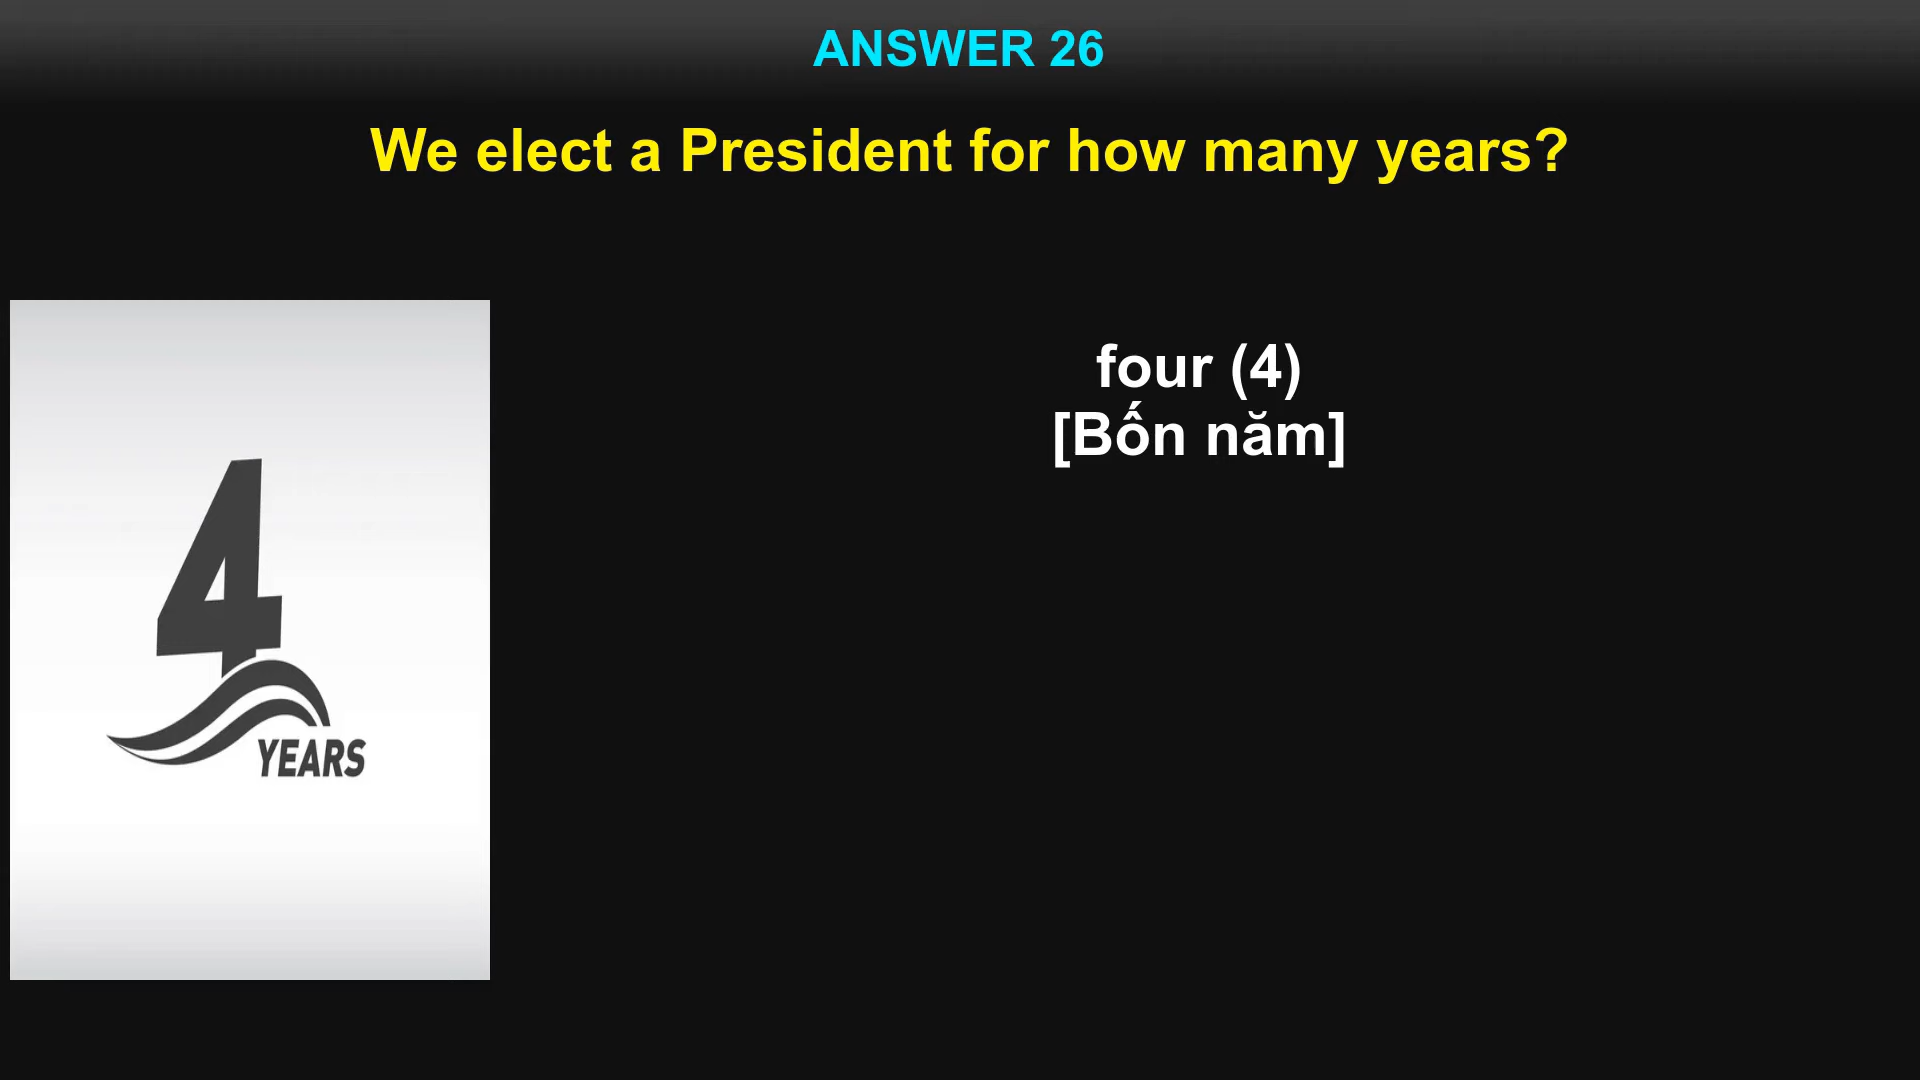 ANSWER 26
We elect a President for how many years?
four (4)
[Bốn năm]
4
YEARS